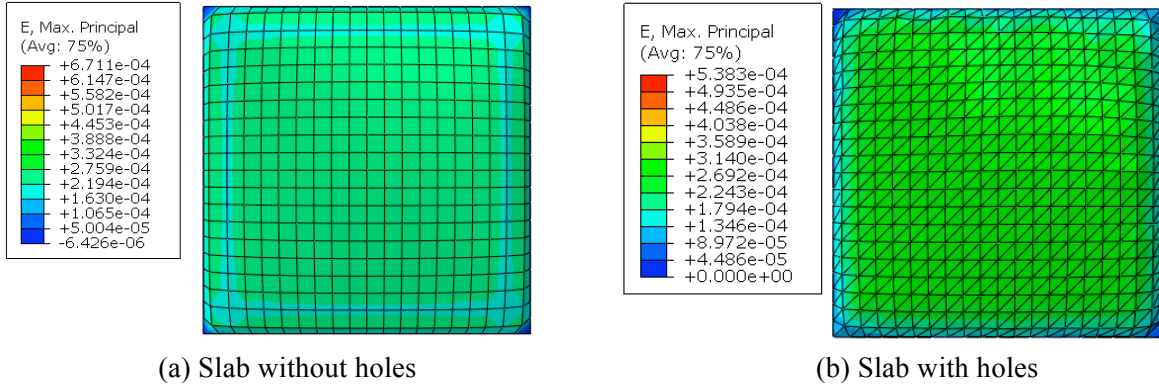 E, Max. Principal
(Avg: 75%)
+6.711e-04
+6.147e-04
+5.582e-04
+5.017e-04
+4.453e-04
+3.888e-04
+3.324e-04
+2.759e-04
+2.194e-04
+1.630e-04
+1.065e-04
+5.004e-05
-6.426e-06
(a) Slab without holes
E, Max. Principal
(Avg: 75%)
+5.383e-04
+4.935e-04
+4.486e-04
+4.038e-04
+3.589e-04
+3.140e-04
+2.692e-04
+2.243e-04
+1.794e-04
+1.346e-04
+8.972e-05
+4.486e-05
+0.000e+00
(b) Slab with holes